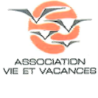 ASSOCIATION
VIE ET VACANCES